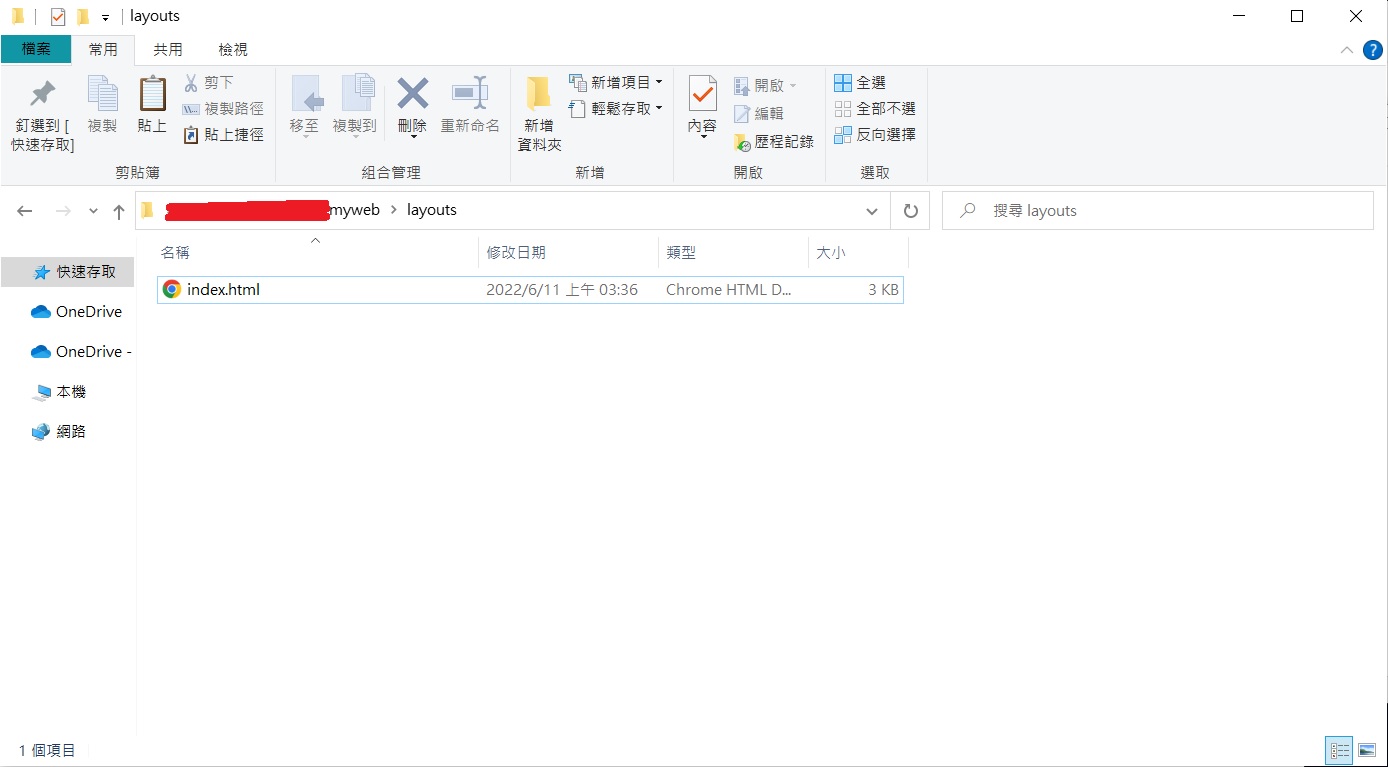 layouts
檔案 常用 共用 檢視
釘選到 [
快速存取]
複製
貼上
剪下
複製路徑
貼上捷徑
剪貼簿
移至
複製到
刪除
重新命名
組合管理
新增
資料夾
新增項目
輕鬆存取
新增
內容
開啟
編輯
歷程記錄
開啟
全選
全部不選
反向選擇
選取
myweb > layouts
搜尋 layouts
快速存取
OneDrive
OneDrive -
本機
網路
名稱 修改日期 類型 大小
index.html 2022/6/11 上午 03:36 Chrome HTML D... 3 KB
1 個項目